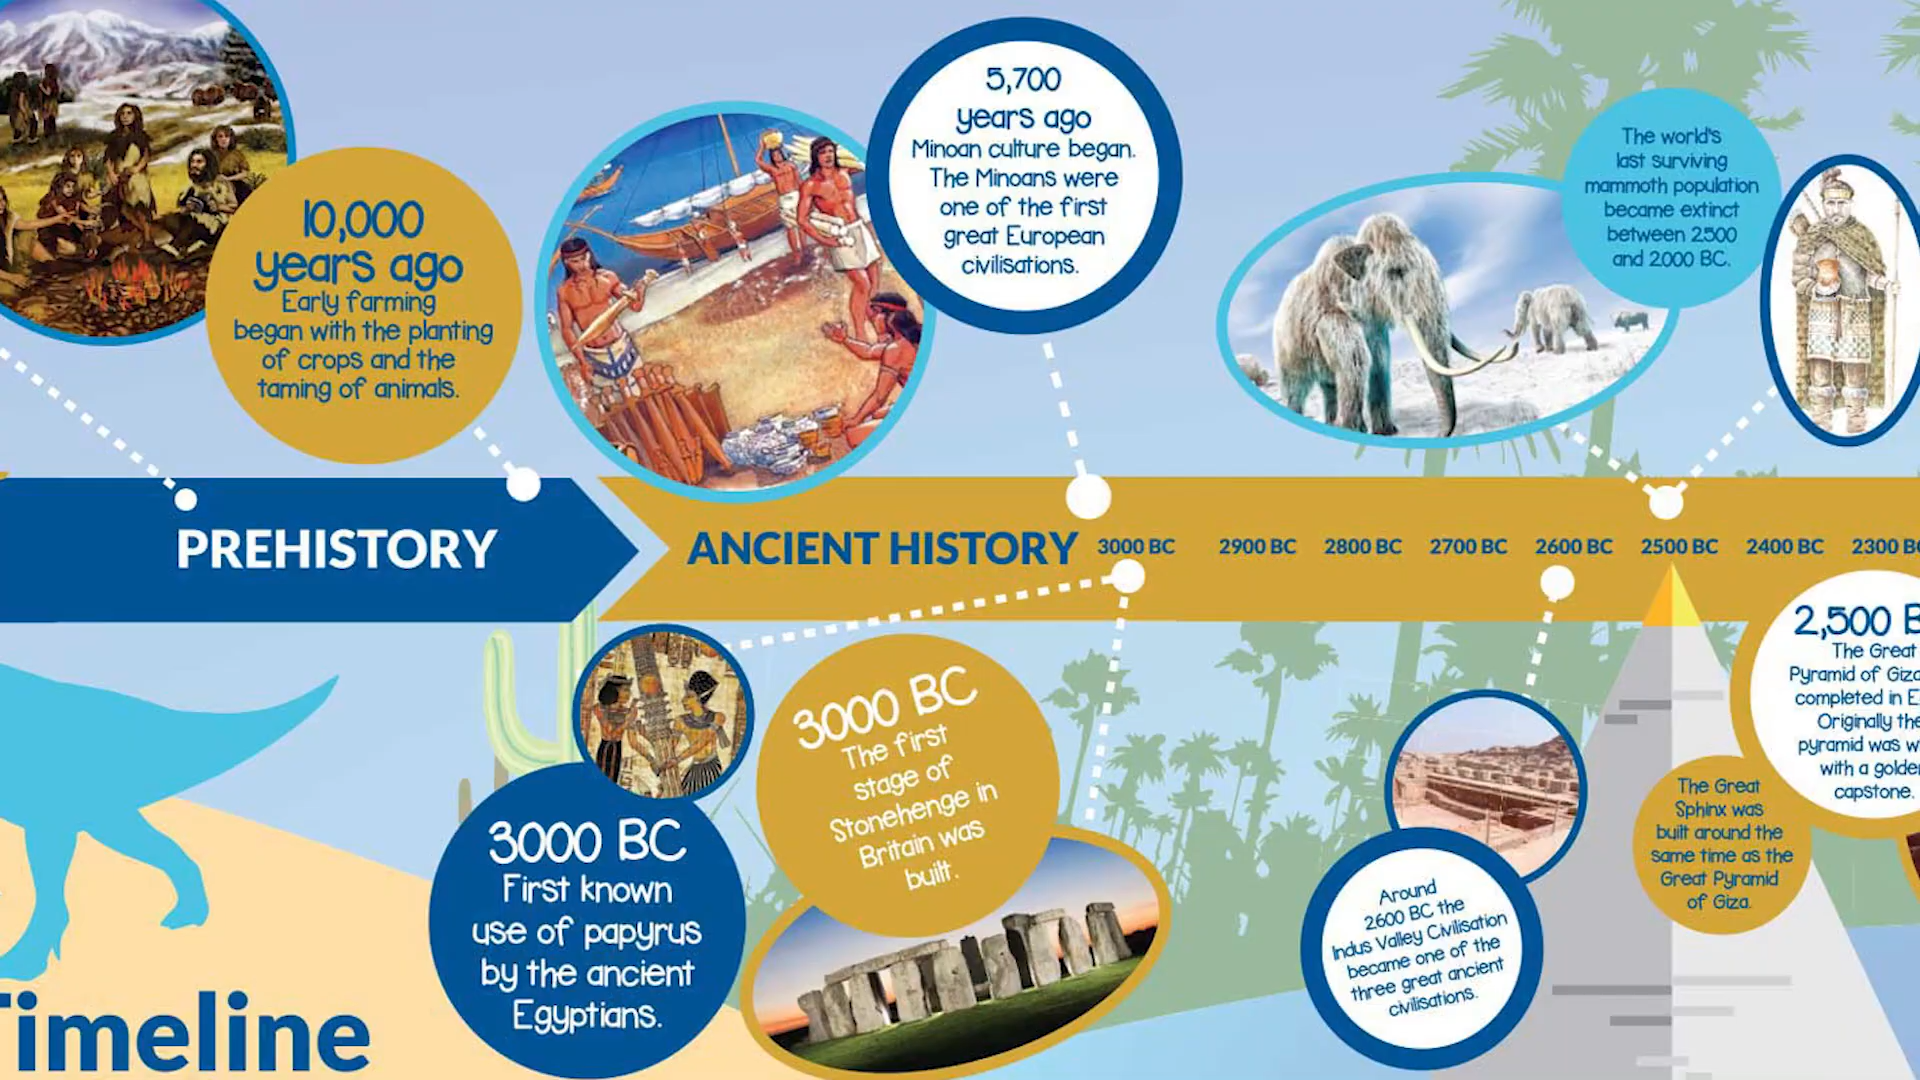 10,000
years ago
Early farming
began with the planting
of crops and the
taming of animals.
5,700
years ago
Minoan culture began.
The Minoans were
one of the first
great European
civilisations.
The world's
last surviving
mammoth population
became extinct
between 2500
and 2000 BC.
PREHISTORY
ANCIENT HISTORY
3000 BC
2900 BC
2800 BC
2700 BC
2600 BC
2500 BC
2400 BC
2300
3000 BC
First known
use of papyrus
by the ancient
Egyptians.
3000 BC
The first
stage of
Stonehenge in
Britain was
built.
Around
2600 BC the
Indus Valley Civilisation
became one of the
three great ancient
civilisations.
The Great
Sphinx was
built around the
same time as the
Great Pyramid
of Giza.
2,500
The Great
Pyramid of
completed in
Originally
pyramid was
with a
capstone.
Timeline